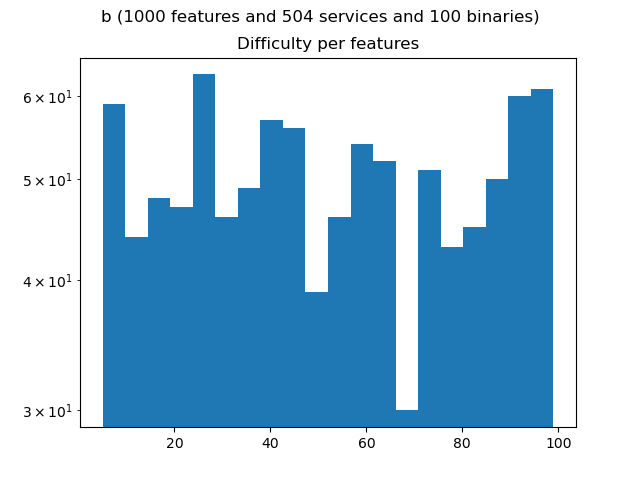 b (1000 features and 504 services and 100 binaries)
Difficulty per features
6 × 10¹
5 × 10¹
4 × 10¹
3 × 10¹
20 40 60 80 100